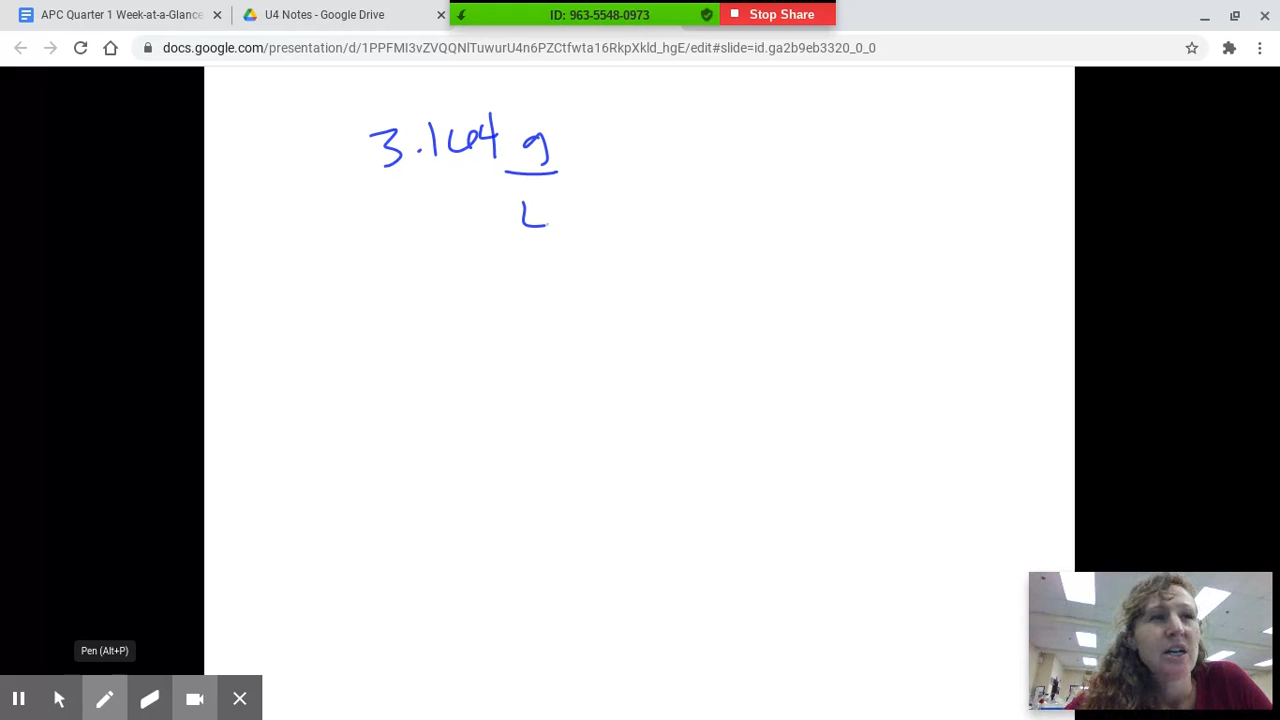 APC Quarter 1 Week-at-a-Glance
U4 Notes - Google Drive
ID: 963-5548-0973
Stop Share
docs.google.com/presentation/d/1PPFMI3vZVQQNlTuwurU4n6PZCtfwta16RkpXkld_hgE/edit#slide=id.ga2b9eb3320_0_0
3.164 g
L
Pen (Alt+P)